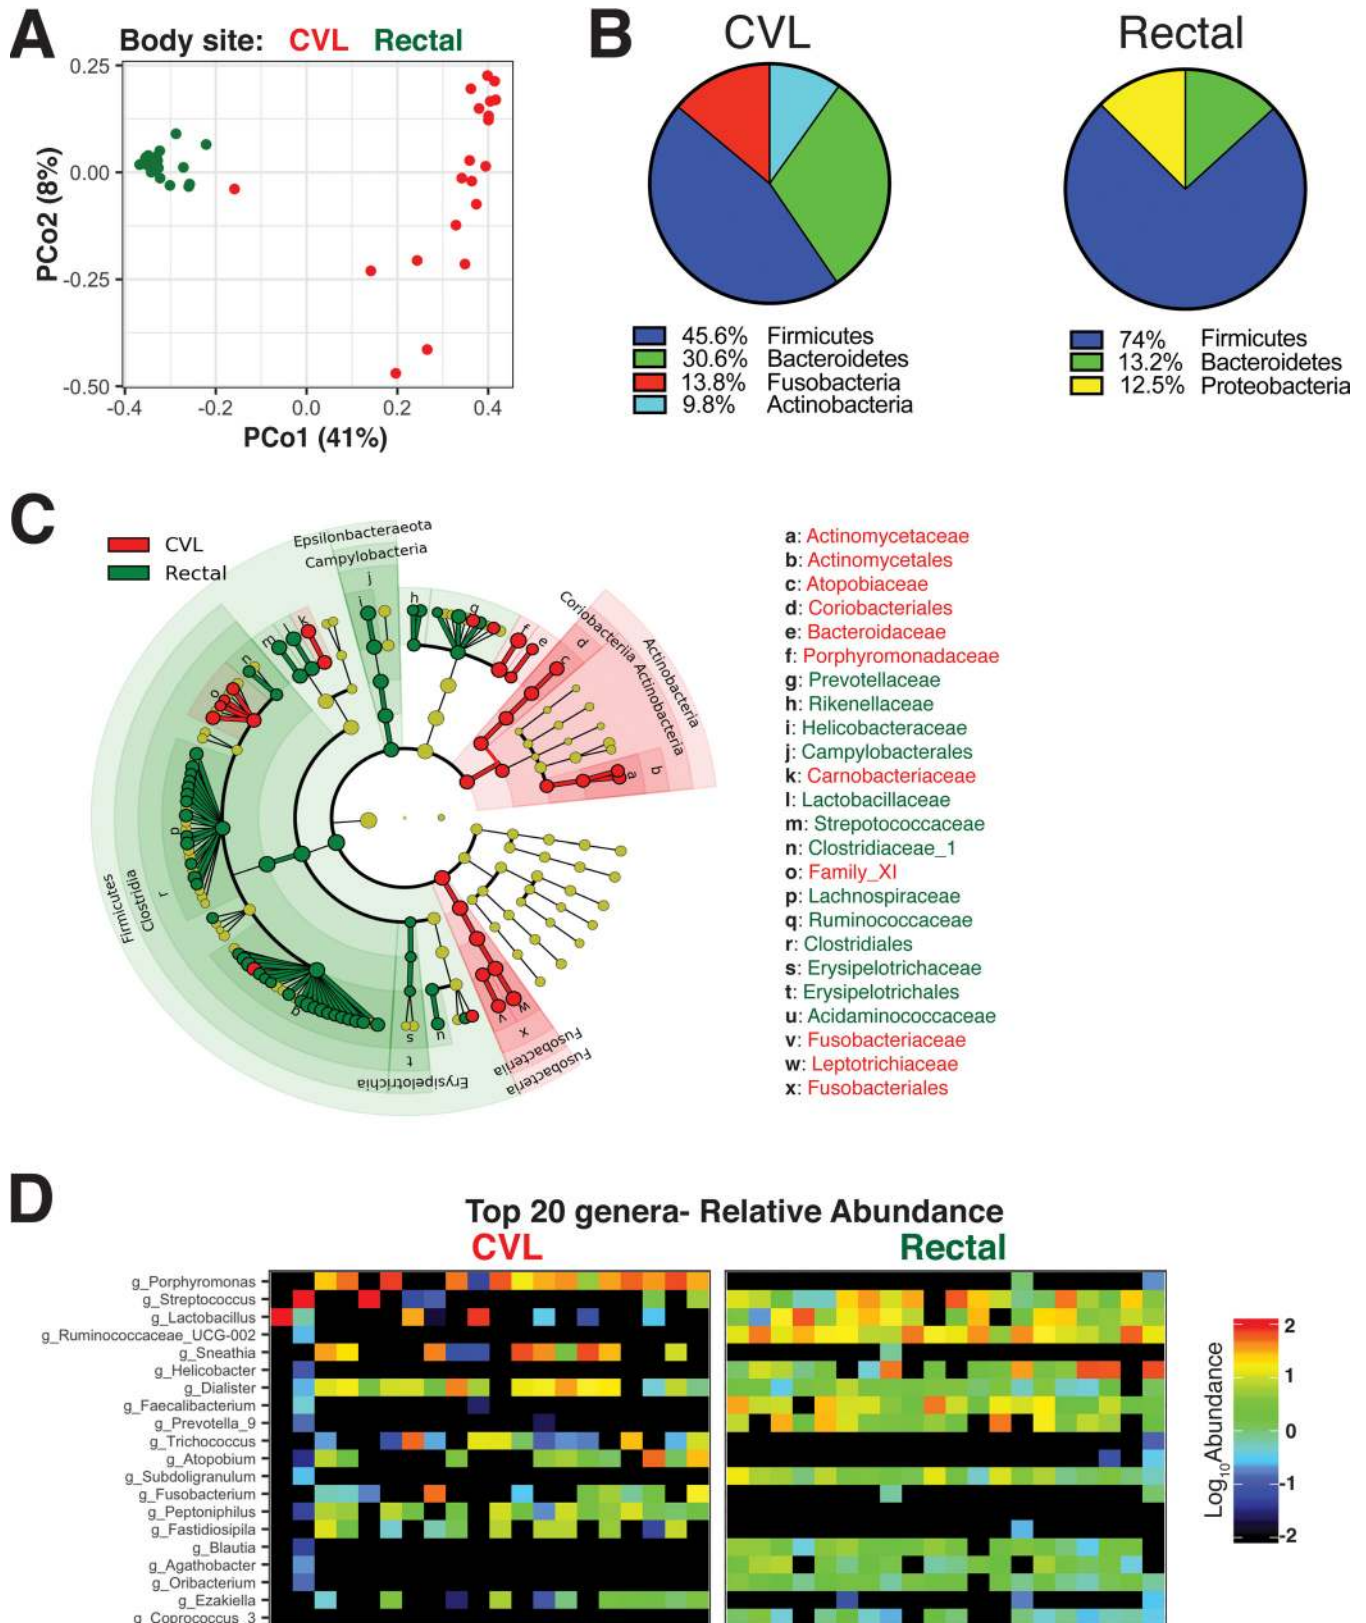 A
Body site: CVL Rectal
0.25
0.00
-0.25
-0.50
PCo2 (8%)
-0.4 -0.2 0.0 0.2 0.4
PCo1 (41%)
B
CVL
45.6% Firmicutes
30.6% Bacteroidetes
13.8% Fusobacteria
9.8% Actinobacteria
Rectal
74% Firmicutes
13.2% Bacteroidetes
12.5% Proteobacteria
C
CVL
Rectal
Epsilonbacteraeota
Campylobacteria
j
i
h
g
f
e
d
c
Coriobacteriia
Actinobacteria
Actinobacteria
b
a
k
l
m
n
o
p
r
Clostridia
Firmicutes
q
s
t
Erysipelotrichia
u
v
w
x
Fusobacteriia
Fusobacteria
a: Actinomycetaceae
b: Actinomycetales
c: Atopobiaceae
d: Coriobacteriales
e: Bacteroidaceae
f: Porphyromonadaceae
g: Prevotellaceae
h: Rikenellaceae
i: Helicobacteraceae
j: Campylobacterales
k: Carnobacteriaceae
l: Lactobacillaceae
m: Strepotococcaceae
n: Clostridiaceae_1
o: Family_XI
p: Lachnospiraceae
q: Ruminococcaceae
r: Clostridiales
s: Erysipelotrichaceae
t: Erysipelotrichales
u: Acidaminococcaceae
v: Fusobacteriaceae
w: Leptotrichiaceae
x: Fusobacteriales
D
Top 20 genera- Relative Abundance
CVL Rectal
g_Porphyromonas
g_Streptococcus
g_Lactobacillus
g_Ruminococcaceae_UCG-002
g_Sneathia
g_Helicobacter
g_Dialister
g_Faecalibacterium
g_Prevotella_9
g_Trichococcus
g_Atopobium
g_Subdoligranulum
g_Fusobacterium
g_Peptoniphilus
g_Fastidiosipila
g_Blautia
g_Agathobacter
g_Oribacterium
g_Ezakiella
g_Coprococcus_3
Log10Abundance
2
1
0
-1
-2